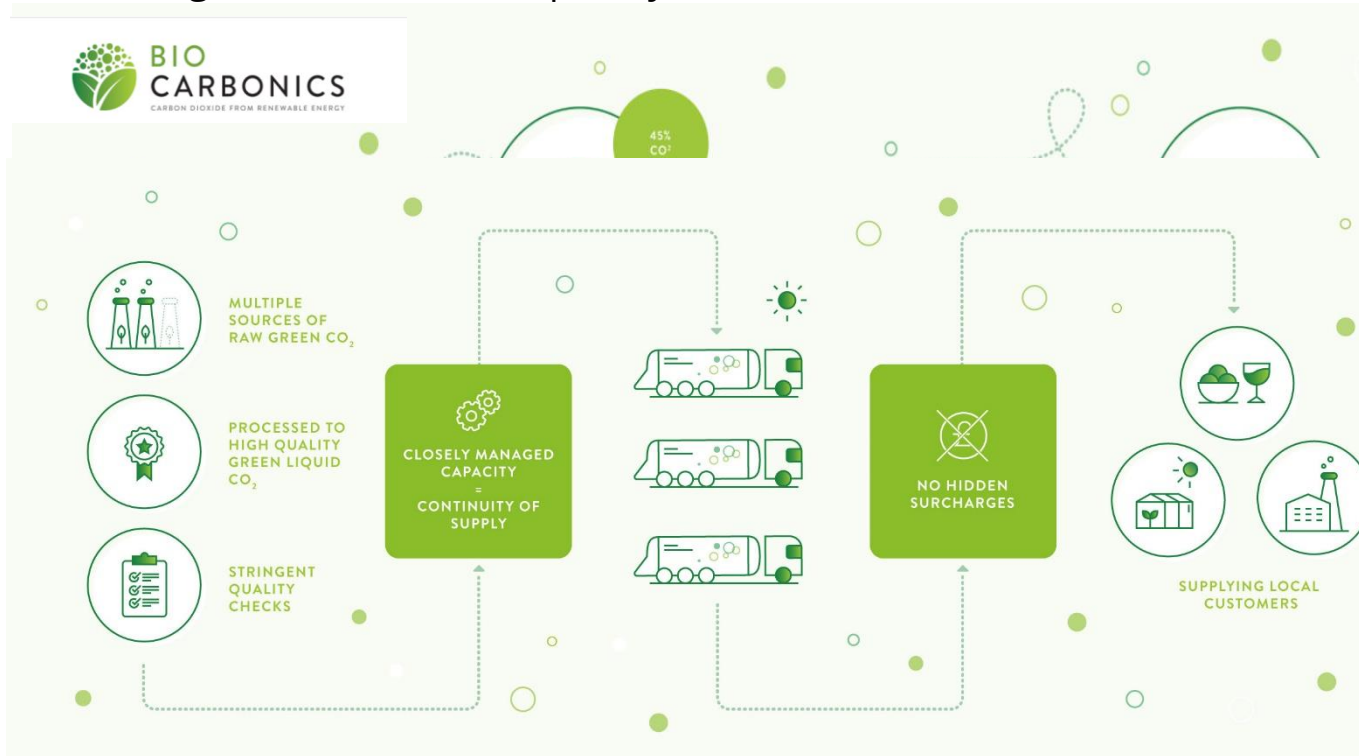 BIO
CARBONICS
CARBON DIOXIDE FROM RENEWABLE ENERGY
45%
CO²
MULTIPLE
SOURCES OF
RAW GREEN CO₂
PROCESSED TO
HIGH QUALITY
GREEN LIQUID
CO₂
STRINGENT
QUALITY
CHECKS
CLOSELY MANAGED
CAPACITY
=
CONTINUITY OF
SUPPLY
£
NO HIDDEN
SURCHARGES
SUPPLYING LOCAL
CUSTOMERS